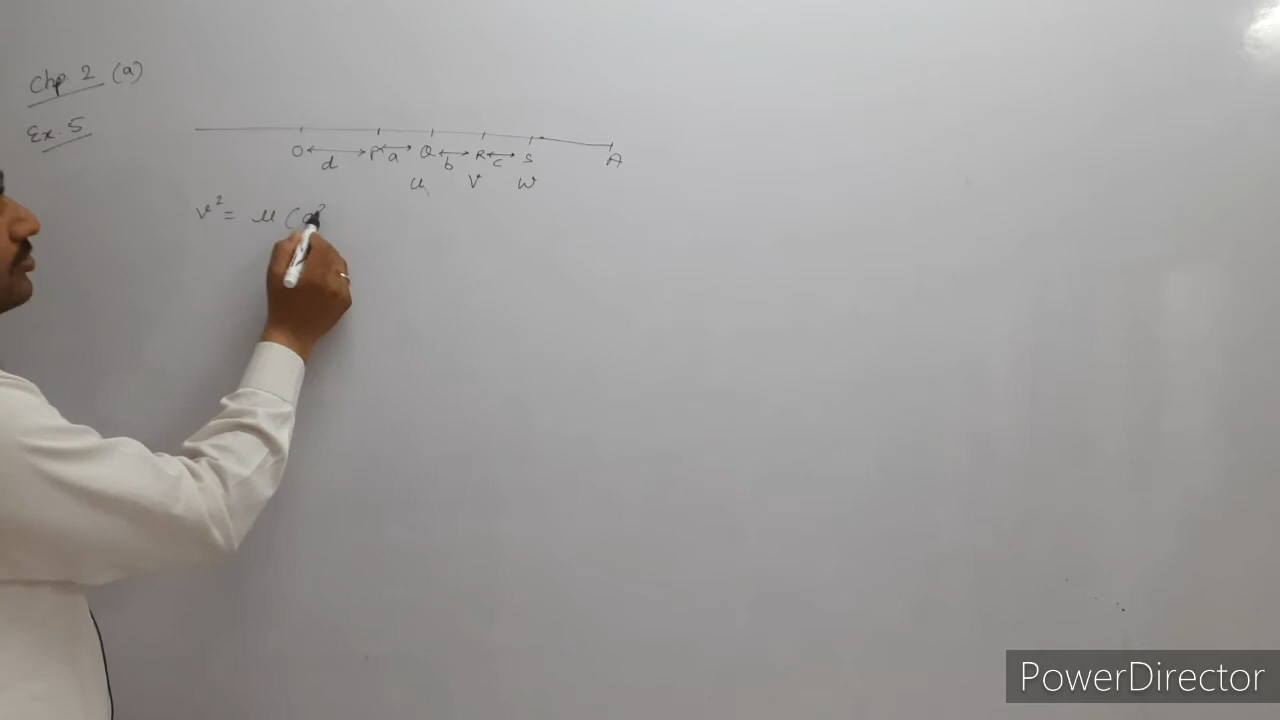 Chp. 2 (a)
Ex. 5
O d P a Q b R c S A
u, V W
v² = μ (a²
PowerDirector